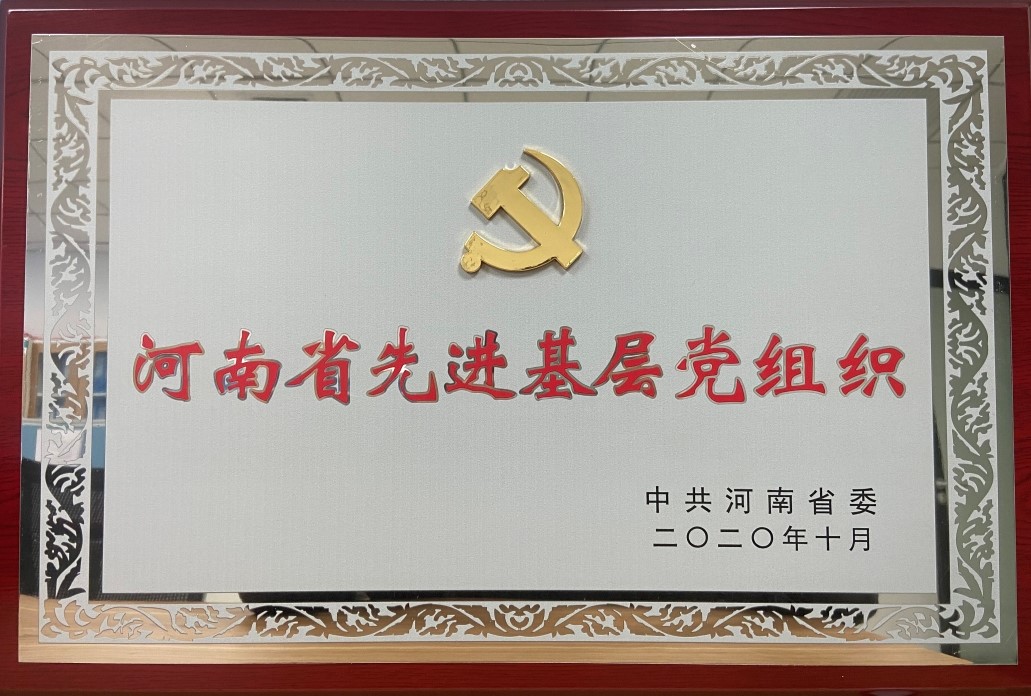 河南省先进基层党组织
中共河南省委
二〇二〇年十月